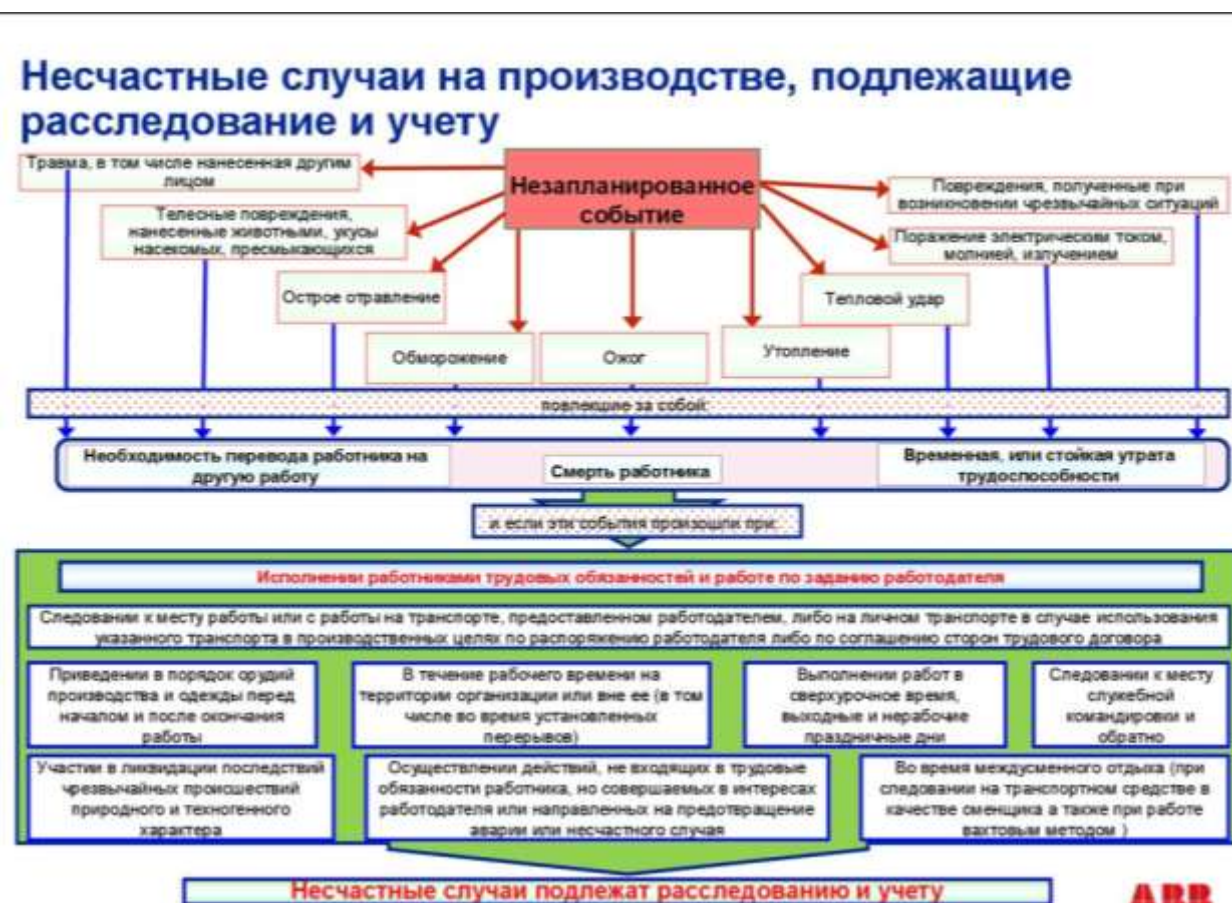 Несчастные случаи на производстве, подлежащие
расследование и учету
Незапланированное
событие
Травма, в том числе нанесенная другим
лицом
Телесные повреждения,
нанесенные животными, укусы
насекомых, пресмыкающихся
Острое отравление
Обморожение
Ожог
Утопление
Тепловой удар
Поражение электрическим током,
молнией, излучением
Повреждения, полученные при
возникновении чрезвычайных ситуаций
повлекшие за собой:
Необходимость перевода работника на
другую работу
Смерть работника
Временная, или стойкая утрата
трудоспособности
и если эти события произошли при:
Исполнении работниками трудовых обязанностей и работе по заданию работодателя
Следовании к месту работы или с работы на транспорте, предоставленном работодателем, либо на личном транспорте в случае использования
указанного транспорта в производственных целях по распоряжению работодателя либо по соглашению сторон трудового договора
Приведении в порядок орудий
производства и одежды перед
началом и после окончания
работы
В течение рабочего времени на
территории организации или вне ее (в том
числе во время установленных
перерывов)
Выполнении работ в
сверхурочное время,
выходные и нерабочие
праздничные дни
Следовании к месту
служебной
командировки и
обратно
Участии в ликвидации последствий
чрезвычайных происшествий
природного и техногенного
характера
Осуществлении действий, не входящих в трудовые
обязанности работника, но совершаемых в интересах
работодателя или направленных на предотвращение
аварии или несчастного случая
Во время междусменного отдыха (при
следовании на транспортном средстве в
качестве сменщика а также при работе
вахтовым методом )
Несчастные случаи подлежат расследованию и учету
ABB